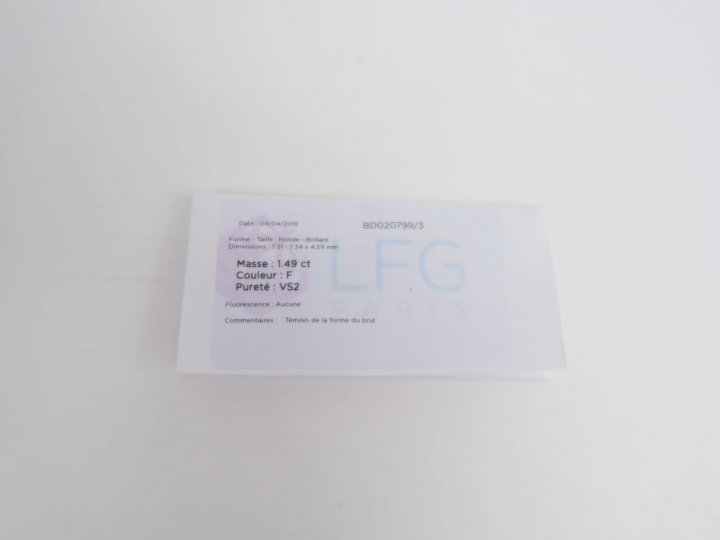 Date : 04/04/2019 BD020799/3
Forme - Taille : Ronde - Brillant
Dimensions : 7.31 - 7.34 x 4.59 mm
Masse : 1.49 ct
Couleur : F
Pureté : VS2
LFG
PARIS
Fluorescence : Aucune
Commentaires : Témoin de la forme du brut